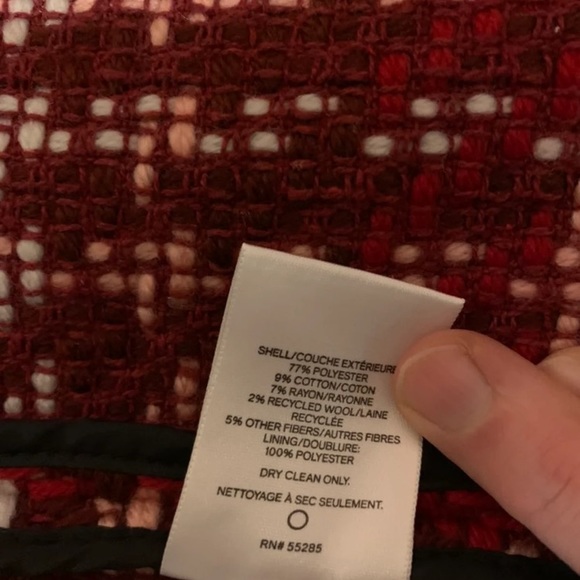 SHELL/COUCHE EXTÉRIEURE
77% POLYESTER
9% COTTON/COTON
7% RAYON/RAYONNE
2% RECYCLED WOOL/LAINE
RECYCLÉE
5% OTHER FIBERS/AUTRES FIBRES
LINING/DOUBLURE:
100% POLYESTER
DRY CLEAN ONLY.
NETTOYAGE À SEC SEULEMENT.
RN# 55285